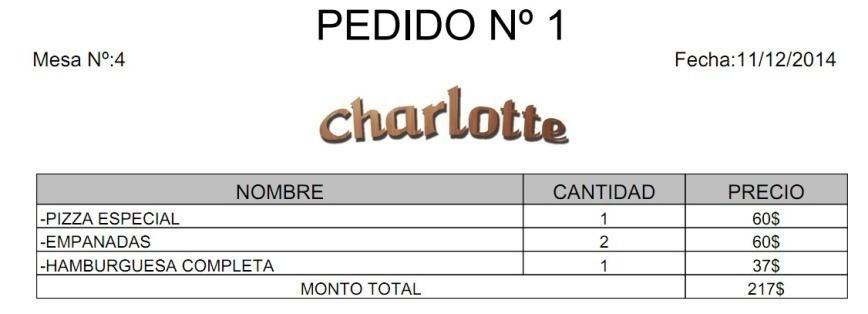 PEDIDO Nº 1
Mesa Nº:4 Fecha:11/12/2014
charlotte
NOMBRE CANTIDAD PRECIO
-PIZZA ESPECIAL 1 60$
-EMPANADAS 2 60$
-HAMBURGUESA COMPLETA 1 37$
MONTO TOTAL 217$